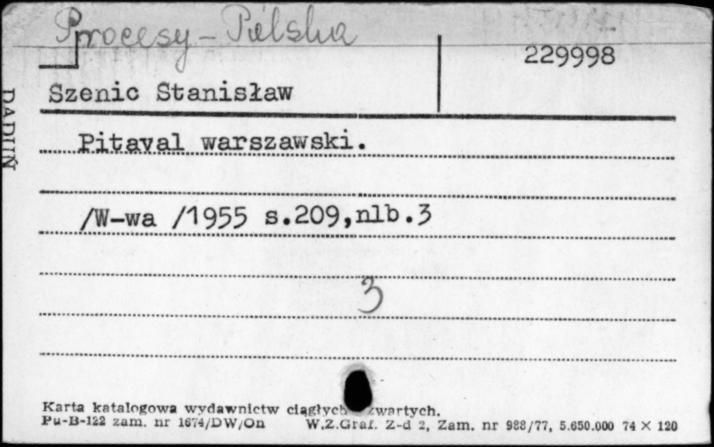 Procesy - Polska
229998
Szenic Stanisław
Pitaval warszawski.
/W-wa /1955 s.209,nlb.3
3
Karta katalogowa wydawnictw ciągłych zwartych.
Pu-B-122 zam. nr 1674/DW/On W.Z.Graf. Z-d 2, Zam. nr 988/77, 5.650.000 74 × 120